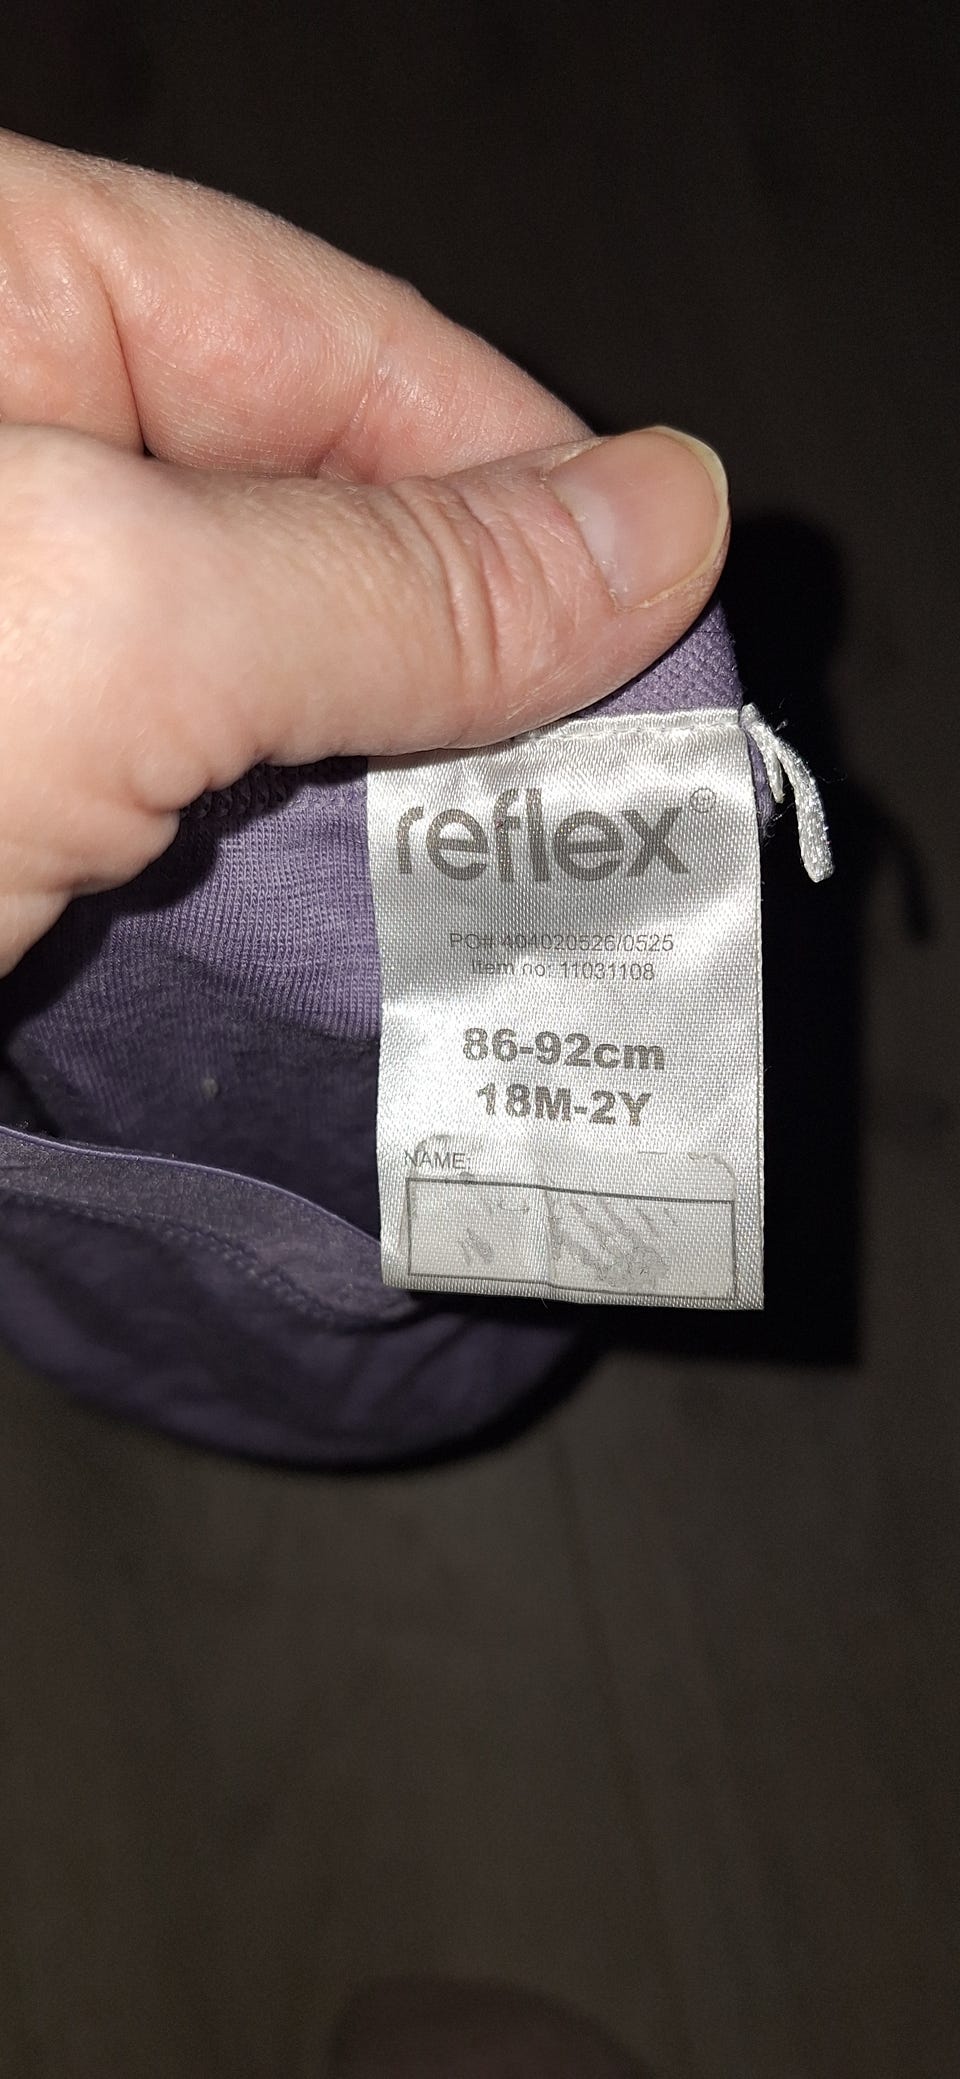 reflex®
PO# 404020526/0525
Item no: 11031108
86-92cm
18M-2Y
NAME